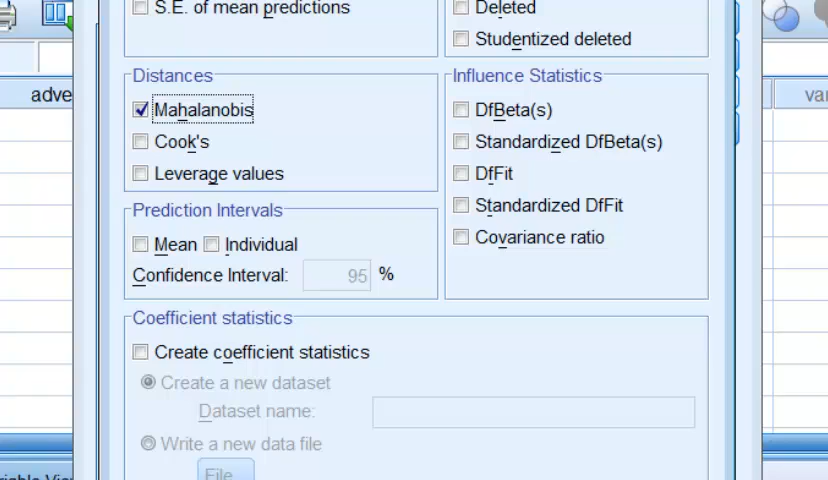 S.E. of mean predictions
Deleted
Studentized deleted
adve
Distances
Mahalanobis
Cook's
Leverage values
Influence Statistics
DfBeta(s)
Standardized DfBeta(s)
DfFit
Standardized DfFit
Covariance ratio
Prediction Intervals
Mean Individual
Confidence Interval: 95 %
Coefficient statistics
Create coefficient statistics
Create a new dataset
Dataset name:
Write a new data file
File...
var